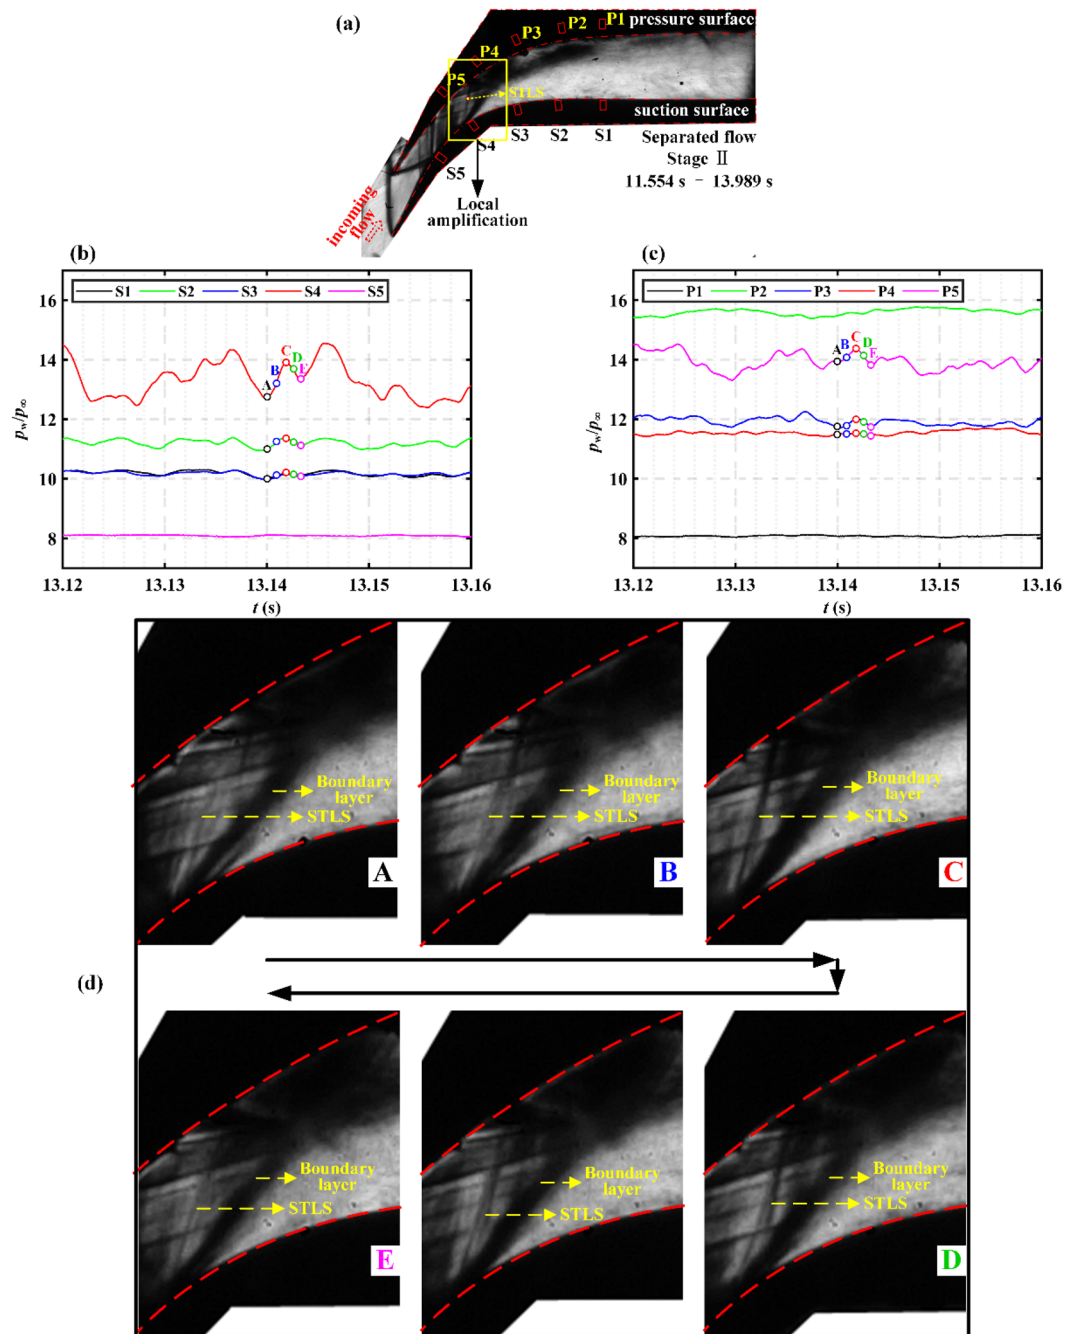 (a)
P1 pressure surface
P2
P3
P4
P5
STLS
suction surface
S1
S2
S3
S4
S5
Separated flow
Stage Ⅱ
11.554 s - 13.989 s
Local
amplification
incoming
flow
(b)
S1 S2 S3 S4 S5
16
14
12
10
8
p_w/p_∞
A
B
C
D
E
13.12 13.13 13.14 13.15 13.16
t (s)
(c)
P1 P2 P3 P4 P5
16
14
12
10
8
p_w/p_∞
A
B
C
D
E
13.12 13.13 13.14 13.15 13.16
t (s)
(d)
Boundary
layer
STLS
A
Boundary
layer
STLS
B
Boundary
layer
STLS
C
Boundary
layer
STLS
E
Boundary
layer
STLS
Boundary
layer
STLS
D